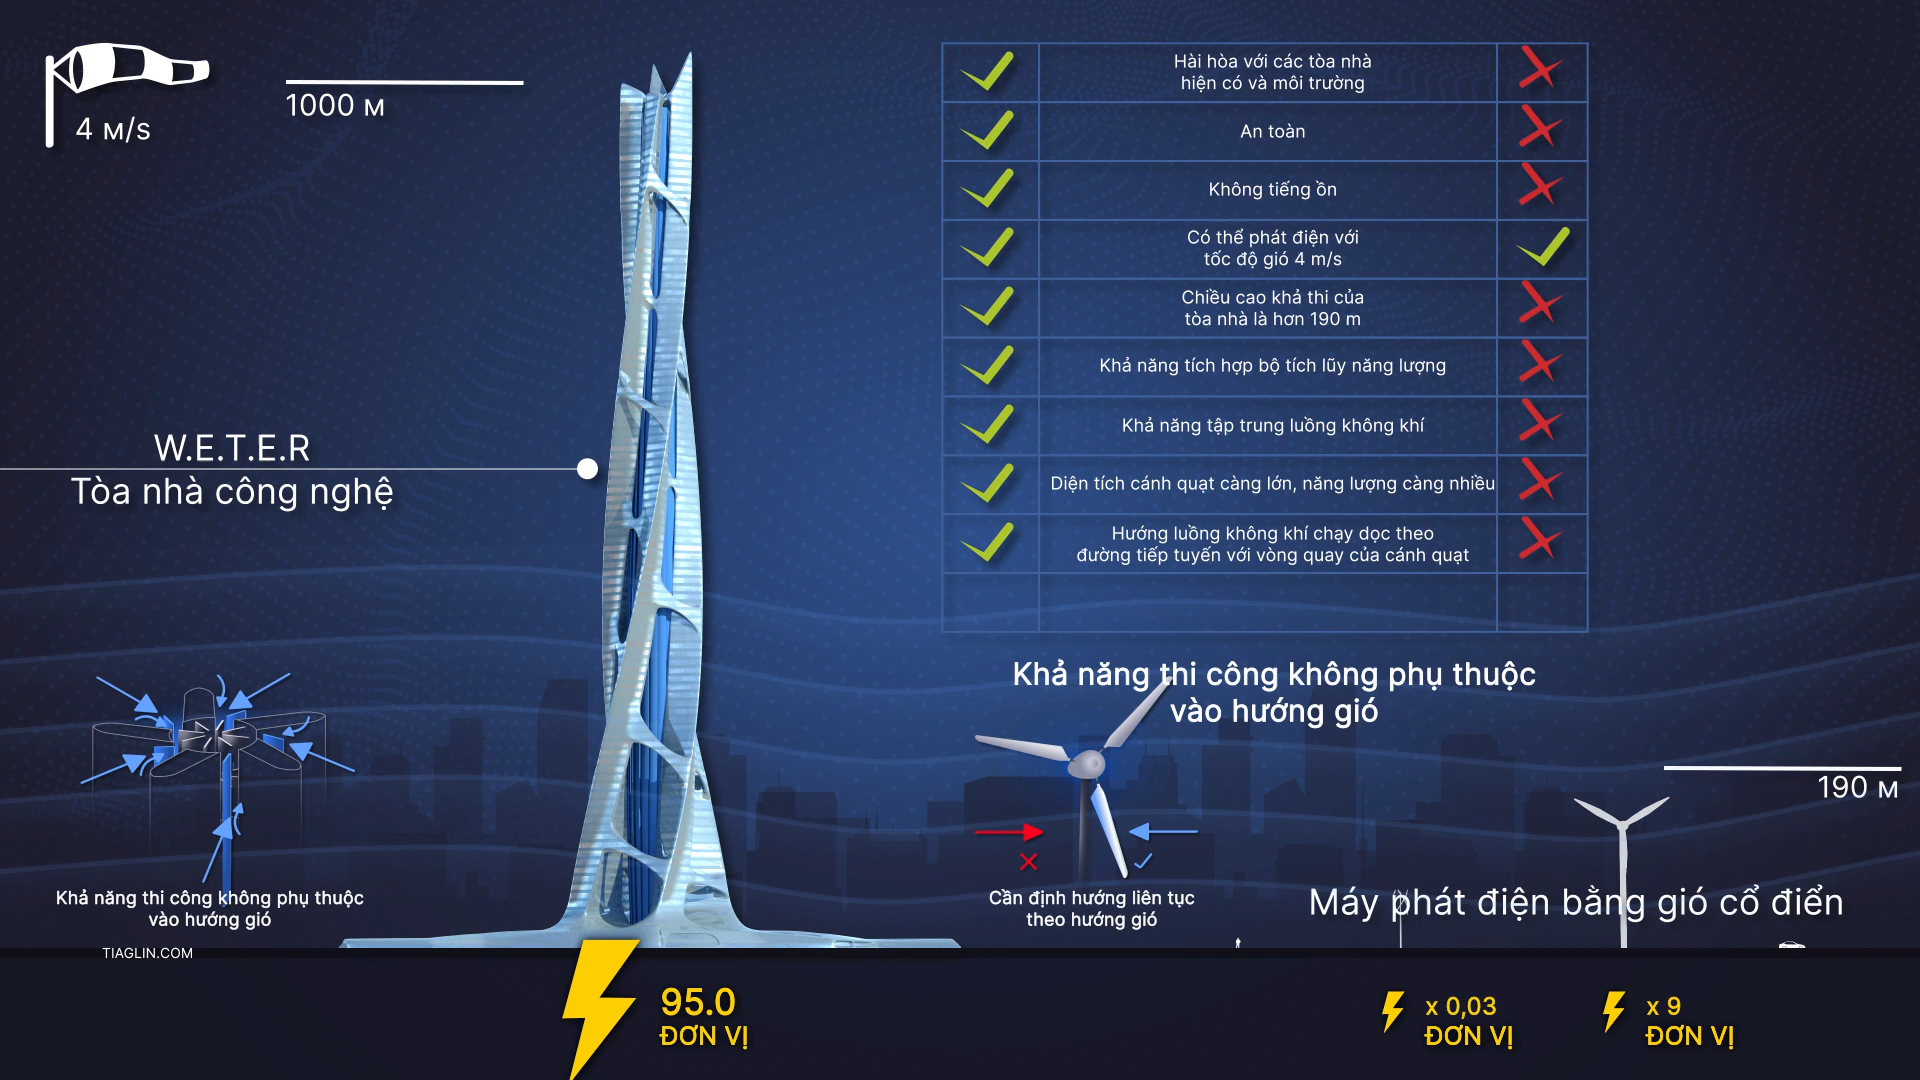 4 M/S
1000 M
W.E.T.E.R
Tòa nhà công nghệ
Hài hòa với các tòa nhà
hiện có và môi trường
An toàn
Không tiếng ồn
Có thể phát điện với
tốc độ gió 4 m/s
Chiều cao khả thi của
tòa nhà là hơn 190 m
Khả năng tích hợp bộ tích lũy năng lượng
Khả năng tập trung luồng không khí
Diện tích cánh quạt càng lớn, năng lượng càng nhiều
Hướng luồng không khí chạy dọc theo
đường tiếp tuyến với vòng quay của cánh quạt
Khả năng thi công không phụ thuộc
vào hướng gió
190 M
Khả năng thi công không phụ thuộc
vào hướng gió
Cần định hướng liên tục
theo hướng gió
Máy phát điện bằng gió cổ điển
TIAGLIN.COM
95.0
ĐƠN VỊ
x 0,03
ĐƠN VỊ
x 9
ĐƠN VỊ